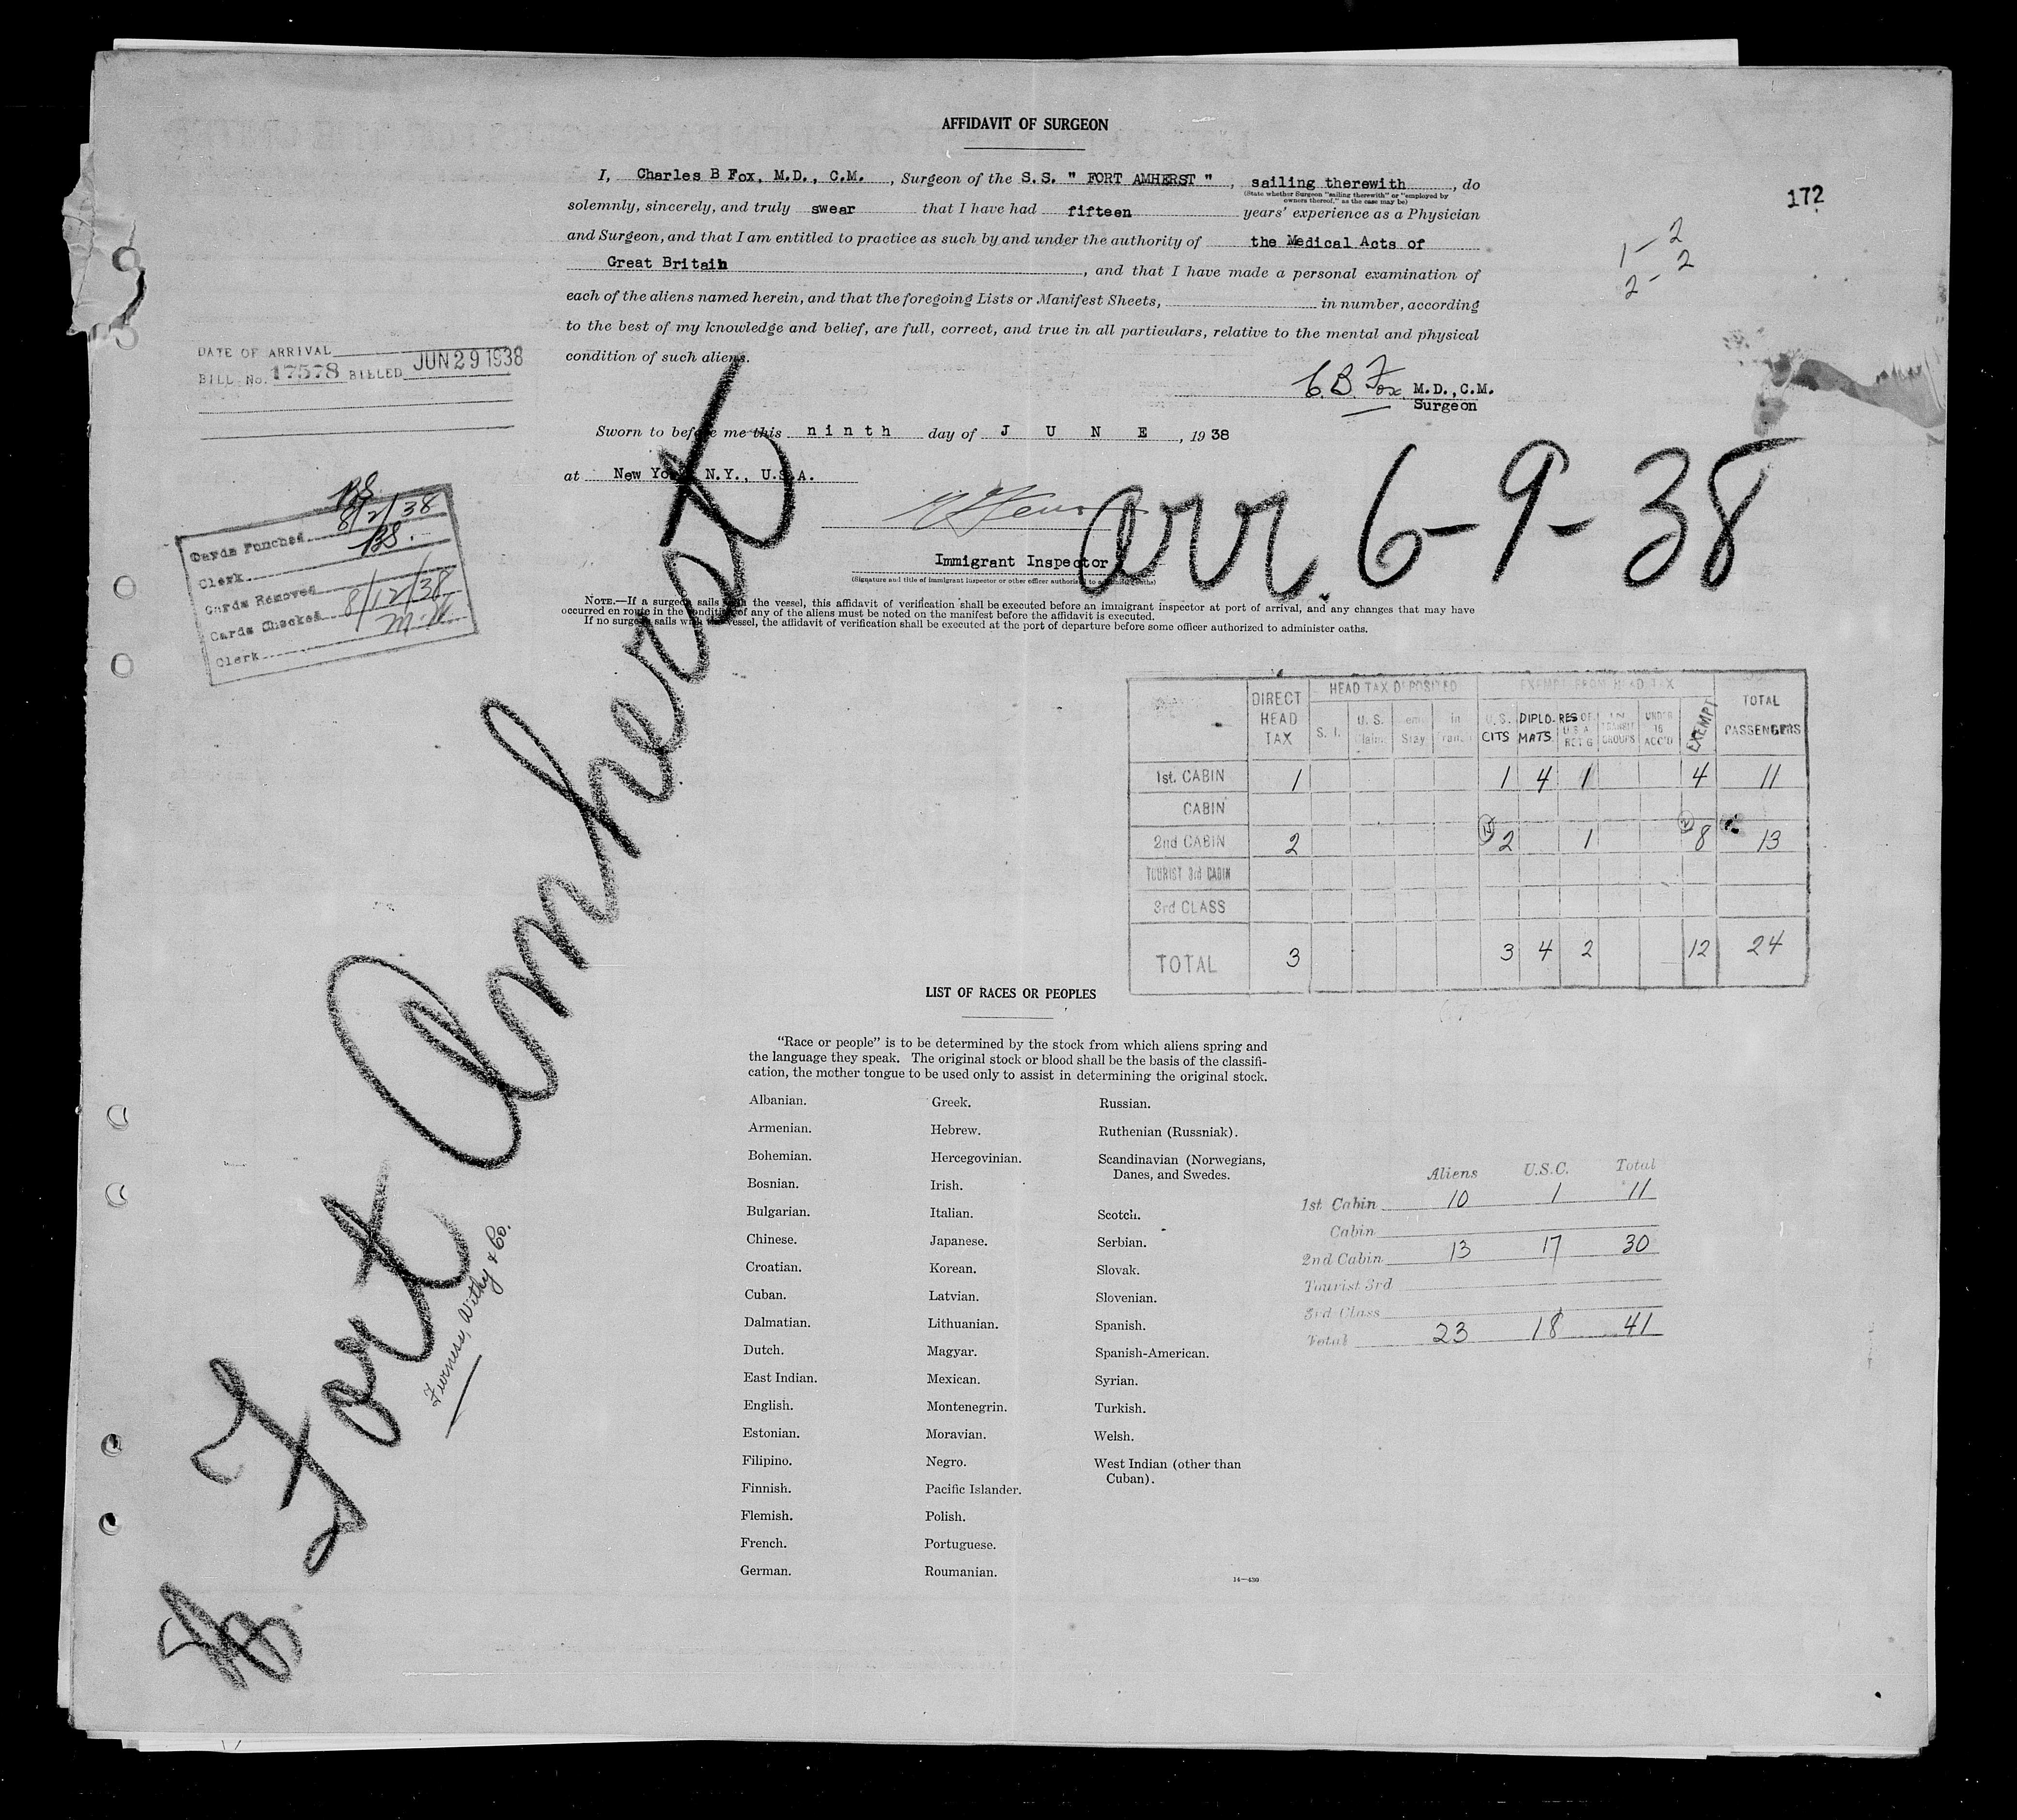 AFFIDAVIT OF SURGEON
I, Charles B Fox, M.D., C.M. , Surgeon of the S.S. " FORT AMHERST " , sailing therewith , do
(State whether Surgeon "sailing therewith" or "employed by
owners thereof," as the case may be)
172
solemnly, sincerely, and truly swear that I have had fifteen years' experience as a Physician
and Surgeon, and that I am entitled to practice as such by and under the authority of the Medical Acts of
Great Britain , and that I have made a personal examination of
1 - 2
2 - 2
each of the aliens named herein, and that the foregoing Lists or Manifest Sheets, in number, according
to the best of my knowledge and belief, are full, correct, and true in all particulars, relative to the mental and physical
condition of such aliens.
DATE OF ARRIVAL
BILL No. 17578 BILLED JUN 29 1938
C. B. Fox M.D.,C.M.
Surgeon
Sworn to before me this ninth day of JUNE , 19 38
at New York N.Y., U.S.A.
arr. 6-9-38
Immigrant Inspector
(Signature and title of immigrant inspector or other officer authorized to administer oaths)
Cards Punched 8/2/38
Clerk
Cards Removed
Cards Checked 8/12/38
Clerk
NOTE.—If a surgeon sails with the vessel, this affidavit of verification shall be executed before an immigrant inspector at port of arrival, and any changes that may have
occurred en route in the condition of any of the aliens must be noted on the manifest before the affidavit is executed.
If no surgeon sails with the vessel, the affidavit of verification shall be executed at the port of departure before some officer authorized to administer oaths.
Fort Amherst
Furness, Withy & Co.
DIRECT HEAD TAX HEAD TAX DEPOSITED EXEMPT FROM HEAD TAX TOTAL PASSENGERS
S. I. U. S. Claim Stay in U. S. CITS DIPLO-MATS RES OF U S A RET G IN TRANSIT GROUPS UNDER 16 ACC'D EXEMPT
1st. CABIN 1 1 4 1 4 11
CABIN
2nd CABIN 2 2 1 8 13
TOURIST 3rd CABIN
3rd CLASS
TOTAL 3 3 4 2 12 24
LIST OF RACES OR PEOPLES
"Race or people" is to be determined by the stock from which aliens spring and
the language they speak. The original stock or blood shall be the basis of the classifi-
cation, the mother tongue to be used only to assist in determining the original stock.
Albanian.
Armenian.
Bohemian.
Bosnian.
Bulgarian.
Chinese.
Croatian.
Cuban.
Dalmatian.
Dutch.
East Indian.
English.
Estonian.
Filipino.
Finnish.
Flemish.
French.
German.
Greek.
Hebrew.
Hercegovinian.
Irish.
Italian.
Japanese.
Korean.
Latvian.
Lithuanian.
Magyar.
Mexican.
Montenegrin.
Moravian.
Negro.
Pacific Islander.
Polish.
Portuguese.
Roumanian.
Russian.
Ruthenian (Russniak).
Scandinavian (Norwegians,
Danes, and Swedes.
Scotch.
Serbian.
Slovak.
Slovenian.
Spanish.
Spanish-American.
Syrian.
Turkish.
Welsh.
West Indian (other than
Cuban).
14—430
Aliens U.S.C. Total
1st Cabin 10 1 11
Cabin
2nd Cabin 13 17 30
Tourist 3rd
3rd Class
Total 23 18 41